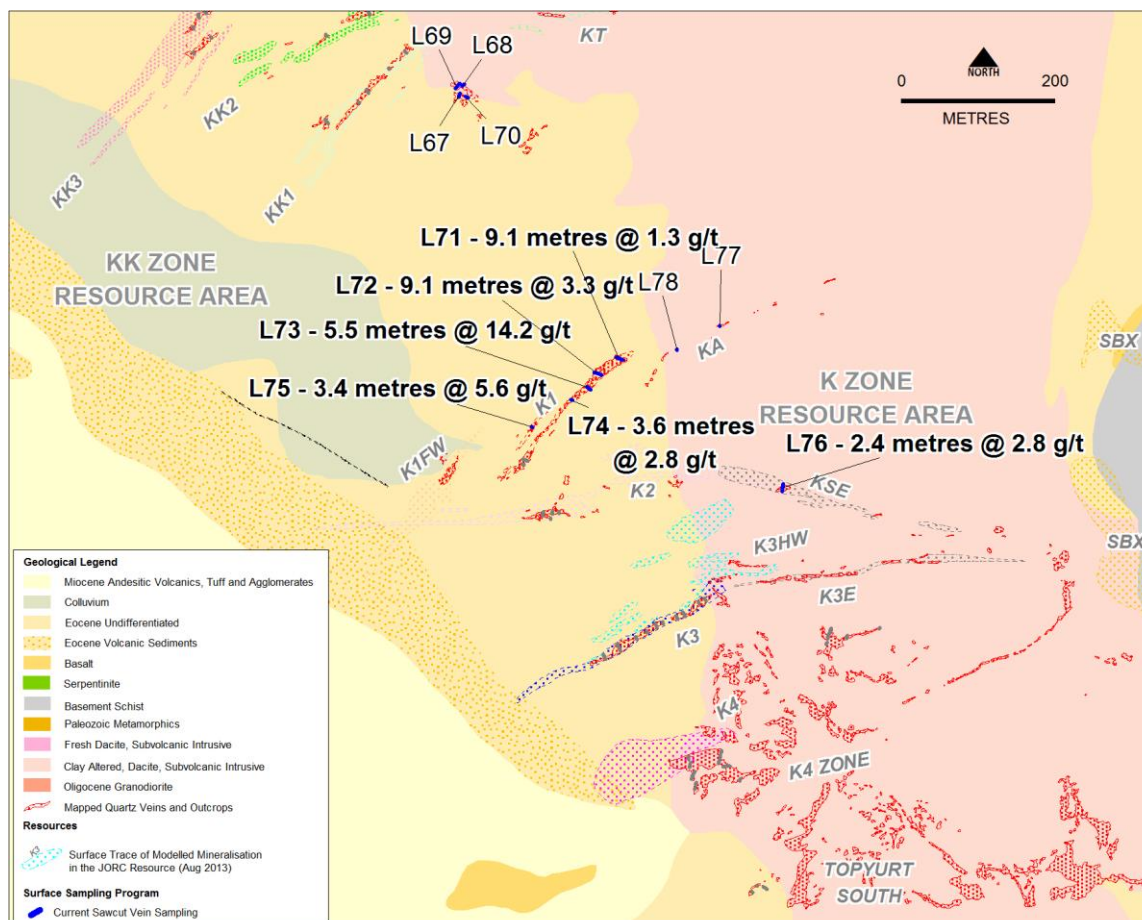 L69
L68
KT
NORTH
0
200
METRES
KK2
L67
L70
KK3
KK1
L71 - 9.1 metres @ 1.3 g/t
L77
KK ZONE
RESOURCE AREA
L72 - 9.1 metres @ 3.3 g/t
L78
L73 - 5.5 metres @ 14.2 g/t
KA
SBX
L75 - 3.4 metres @ 5.6 g/t
K1
K ZONE
RESOURCE AREA
L74 - 3.6 metres
@ 2.8 g/t
L76 - 2.4 metres @ 2.8 g/t
K1FW
K2
KSE
K3HW
SBX
K3E
K3
K4
K4 ZONE
TOPYURT
SOUTH
Geological Legend
Miocene Andesitic Volcanics, Tuff and Agglomerates
Colluvium
Eocene Undifferentiated
Eocene Volcanic Sediments
Basalt
Serpentinite
Basement Schist
Paleozoic Metamorphics
Fresh Dacite, Subvolcanic Intrusive
Clay Altered, Dacite, Subvolcanic Intrusive
Oligocene Granodiorite
Mapped Quartz Veins and Outcrops
Resources
K3
Surface Trace of Modelled Mineralisation
in the JORC Resource (Aug 2013)
Surface Sampling Program
Current Sawcut Vein Sampling